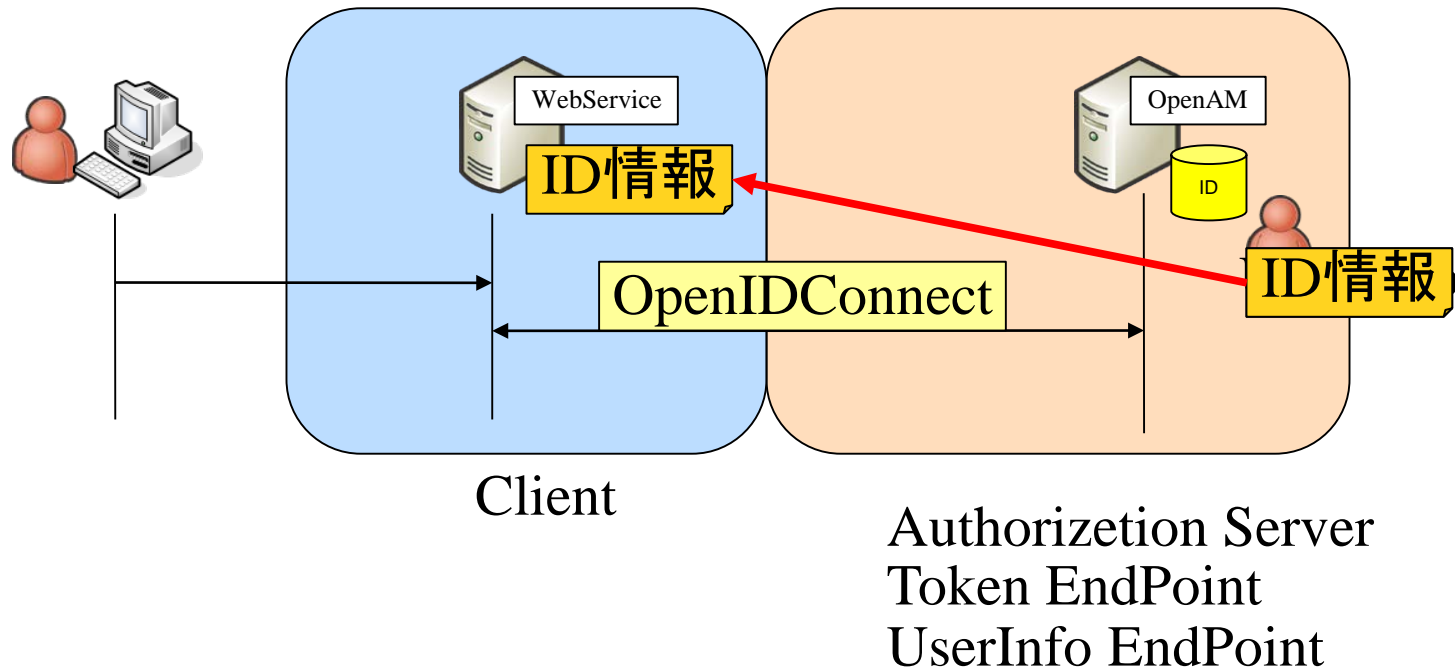 WebService
OpenAM
ID情報
ID
ID情報
OpenIDConnect
Client
Authorizetion Server
Token EndPoint
UserInfo EndPoint